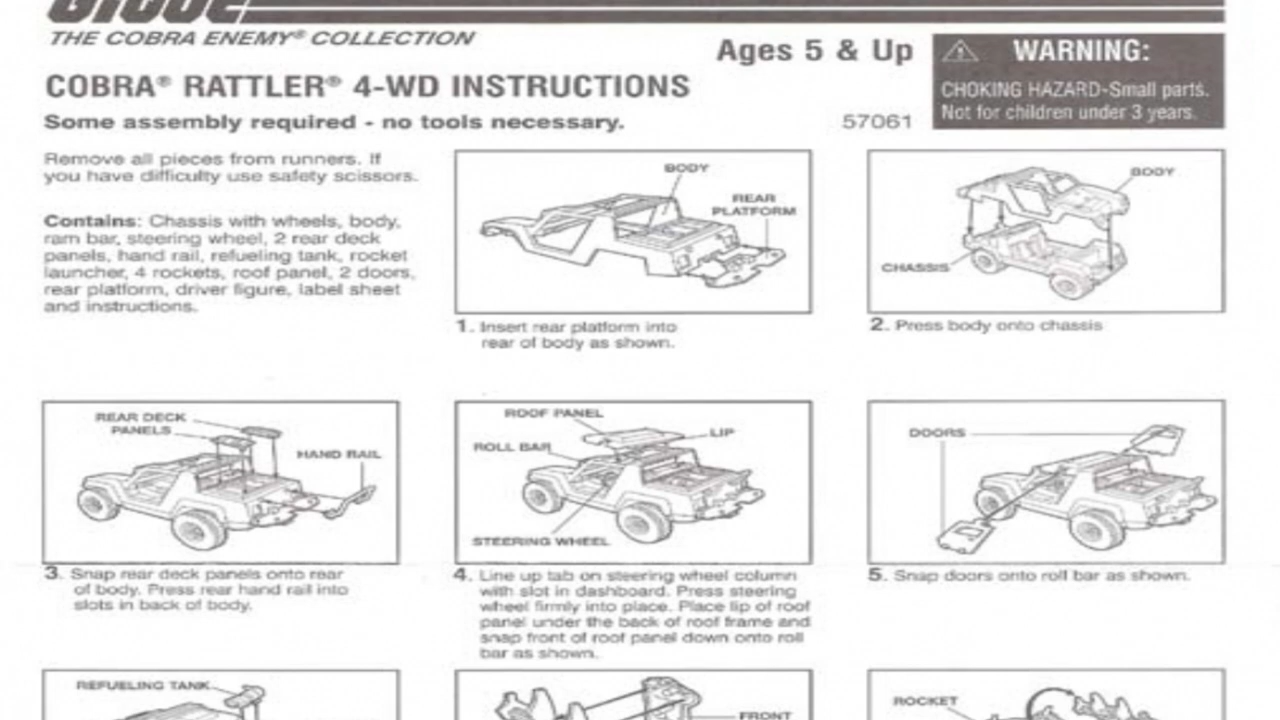 GI JOE
THE COBRA ENEMY® COLLECTION
COBRA® RATTLER® 4-WD INSTRUCTIONS
Some assembly required - no tools necessary.
Ages 5 & Up
57061
WARNING:
CHOKING HAZARD-Small parts.
Not for children under 3 years.
Remove all pieces from runners. If
you have difficulty use safety scissors.
Contains: Chassis with wheels, body,
ram bar, steering wheel, 2 rear deck
panels, hand rail, refueling tank, rocket
launcher, 4 rockets, roof panel, 2 doors,
rear platform, driver figure, label sheet
and instructions.
BODY
REAR
PLATFORM
1. Insert rear platform into
rear of body as shown.
BODY
CHASSIS
2. Press body onto chassis
REAR DECK
PANELS
HAND RAIL
3. Snap rear deck panels onto rear
of body. Press rear hand rail into
slots in back of body.
ROOF PANEL
LIP
ROLL BAR
STEERING WHEEL
4. Line up tab on steering wheel column
with slot in dashboard. Press steering
wheel firmly into place. Place lip of roof
panel under the back of roof frame and
snap front of roof panel down onto roll
bar as shown.
DOORS
5. Snap doors onto roll bar as shown.
REFUELING TANK
FRONT
ROCKET